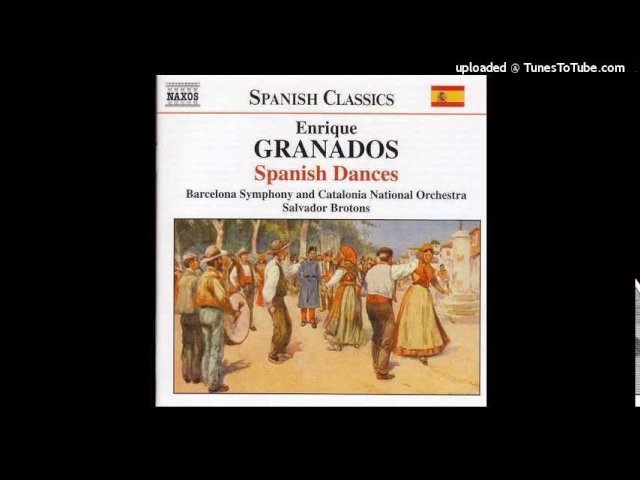 uploaded @ TunesToTube.com
NAXOS
SPANISH CLASSICS
Enrique
GRANADOS
Spanish Dances
Barcelona Symphony and Catalonia National Orchestra
Salvador Brotons